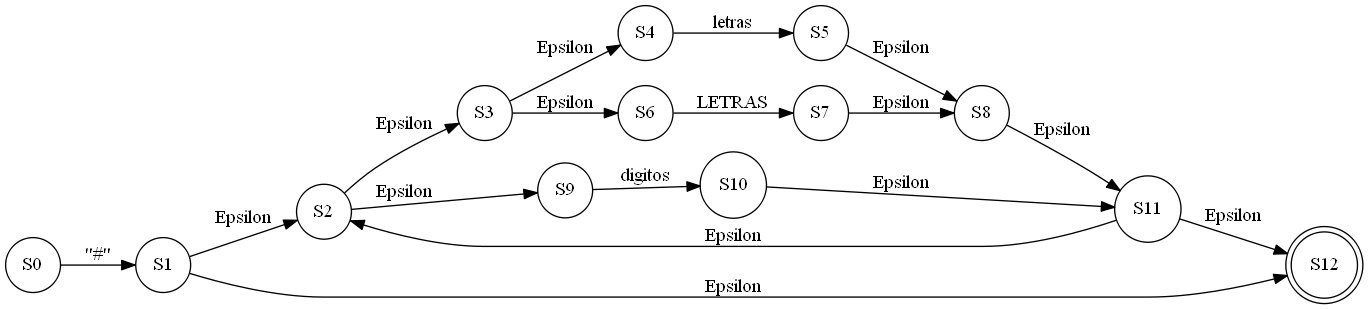 S4
letras
S5
Epsilon
Epsilon
S3
Epsilon
S6
LETRAS
S7
Epsilon
S8
Epsilon
Epsilon
S2
Epsilon
S9
digitos
S10
Epsilon
S11
Epsilon
Epsilon
Epsilon
S0
"#"
S1
Epsilon
S12